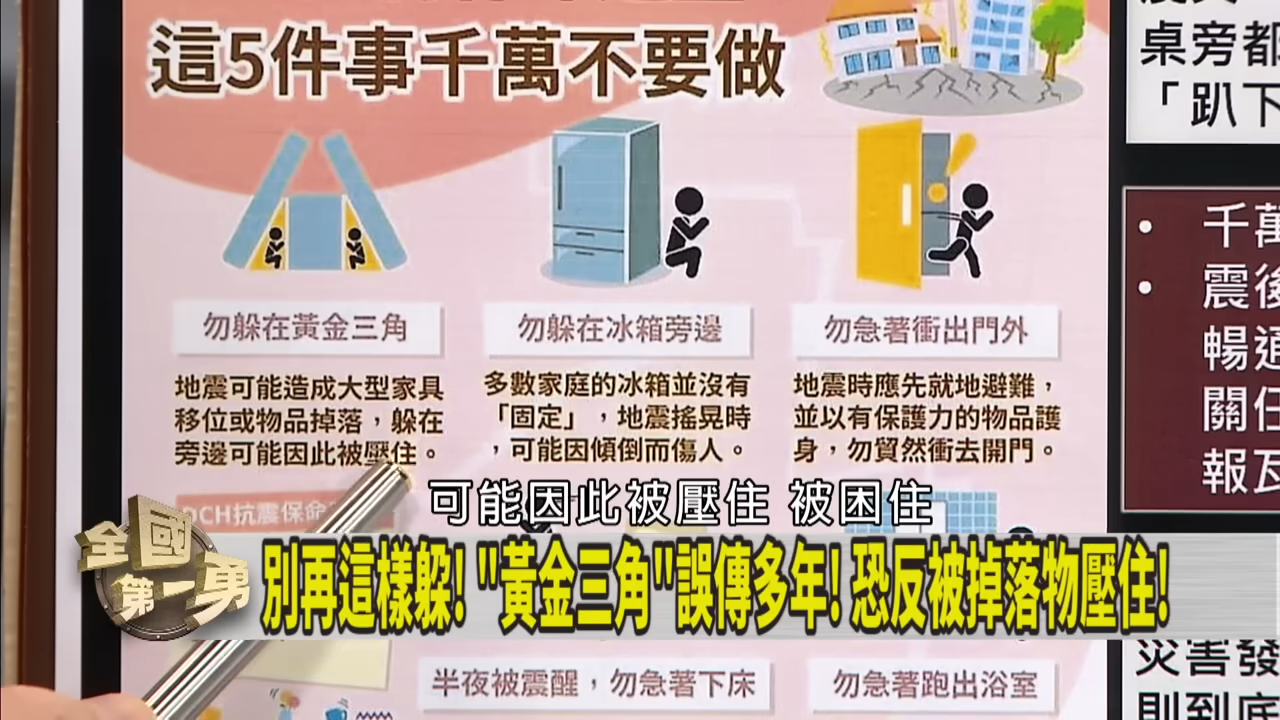 這5件事千萬不要做
勿躲在黃金三角
地震可能造成大型家具
移位或物品掉落，躲在
旁邊可能因此被壓住。
勿躲在冰箱旁邊
多數家庭的冰箱並沒有
「固定」，地震搖晃時
，可能因傾倒而傷人。
勿急著衝出門外
地震時應先就地避難，
並以有保護力的物品護
身，勿貿然衝去開門。
桌旁都
「趴下
• 千萬
• 震後
暢通
關任
報瓦
DCH抗震保命
可能因此被壓住 被困住
全國第一勇
別再這樣躲!"黃金三角"誤傳多年!恐反被掉落物壓住!
半夜被震醒，勿急著下床
勿急著跑出浴室
災害發
則到底